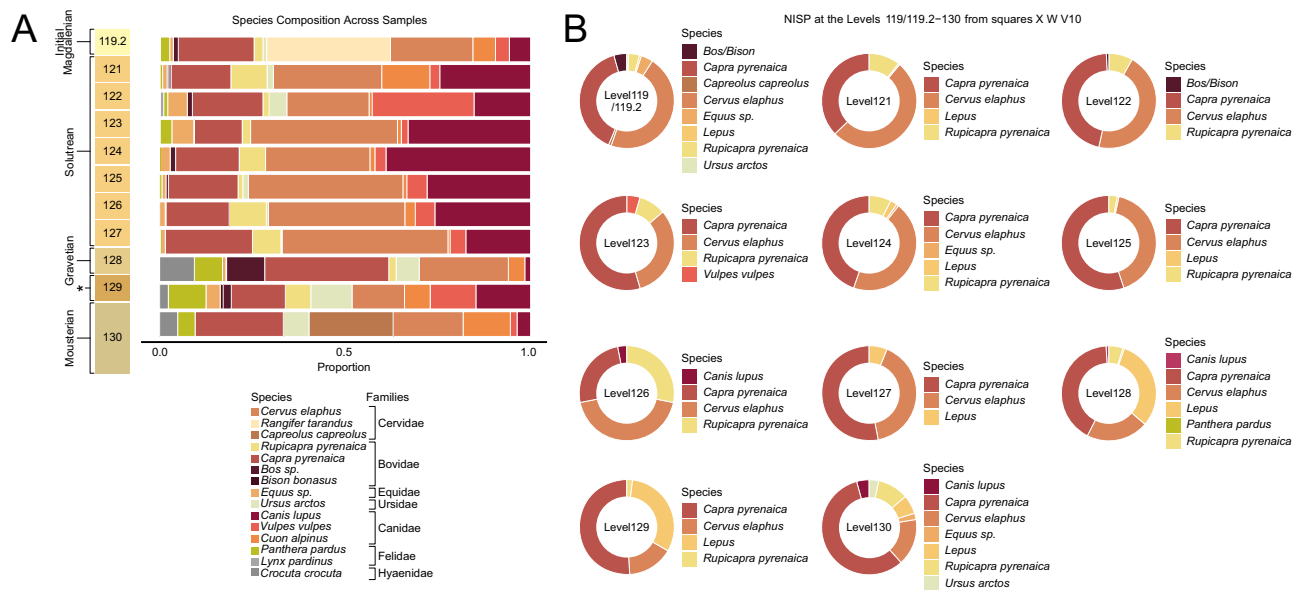 A
Species Composition Across Samples
Initial
Magdalenian
Solutrean
Gravetian
*
Mousterian
119.2
121
122
123
124
125
126
127
128
129
130
0.0
0.5
1.0
Proportion
Species
Families
Cervus elaphus
Rangifer tarandus
Capreolus capreolus
Cervidae
Rupicapra pyrenaica
Capra pyrenaica
Bos sp.
Bison bonasus
Bovidae
Equus sp.
Equidae
Ursus arctos
Ursidae
Canis lupus
Vulpes vulpes
Cuon alpinus
Canidae
Panthera pardus
Lynx pardinus
Felidae
Crocuta crocuta
Hyaenidae
B
NISP at the Levels 119/119.2−130 from squares X W V10
Level119
/119.2
Species
Bos/Bison
Capra pyrenaica
Capreolus capreolus
Cervus elaphus
Equus sp.
Lepus
Rupicapra pyrenaica
Ursus arctos
Level121
Species
Capra pyrenaica
Cervus elaphus
Lepus
Rupicapra pyrenaica
Level122
Species
Bos/Bison
Capra pyrenaica
Cervus elaphus
Rupicapra pyrenaica
Level123
Species
Capra pyrenaica
Cervus elaphus
Rupicapra pyrenaica
Vulpes vulpes
Level124
Species
Capra pyrenaica
Cervus elaphus
Equus sp.
Lepus
Rupicapra pyrenaica
Level125
Species
Capra pyrenaica
Cervus elaphus
Lepus
Rupicapra pyrenaica
Level126
Species
Canis lupus
Capra pyrenaica
Cervus elaphus
Rupicapra pyrenaica
Level127
Species
Capra pyrenaica
Cervus elaphus
Lepus
Level128
Species
Canis lupus
Capra pyrenaica
Cervus elaphus
Lepus
Panthera pardus
Rupicapra pyrenaica
Level129
Species
Capra pyrenaica
Cervus elaphus
Lepus
Rupicapra pyrenaica
Level130
Species
Canis lupus
Capra pyrenaica
Cervus elaphus
Equus sp.
Lepus
Rupicapra pyrenaica
Ursus arctos